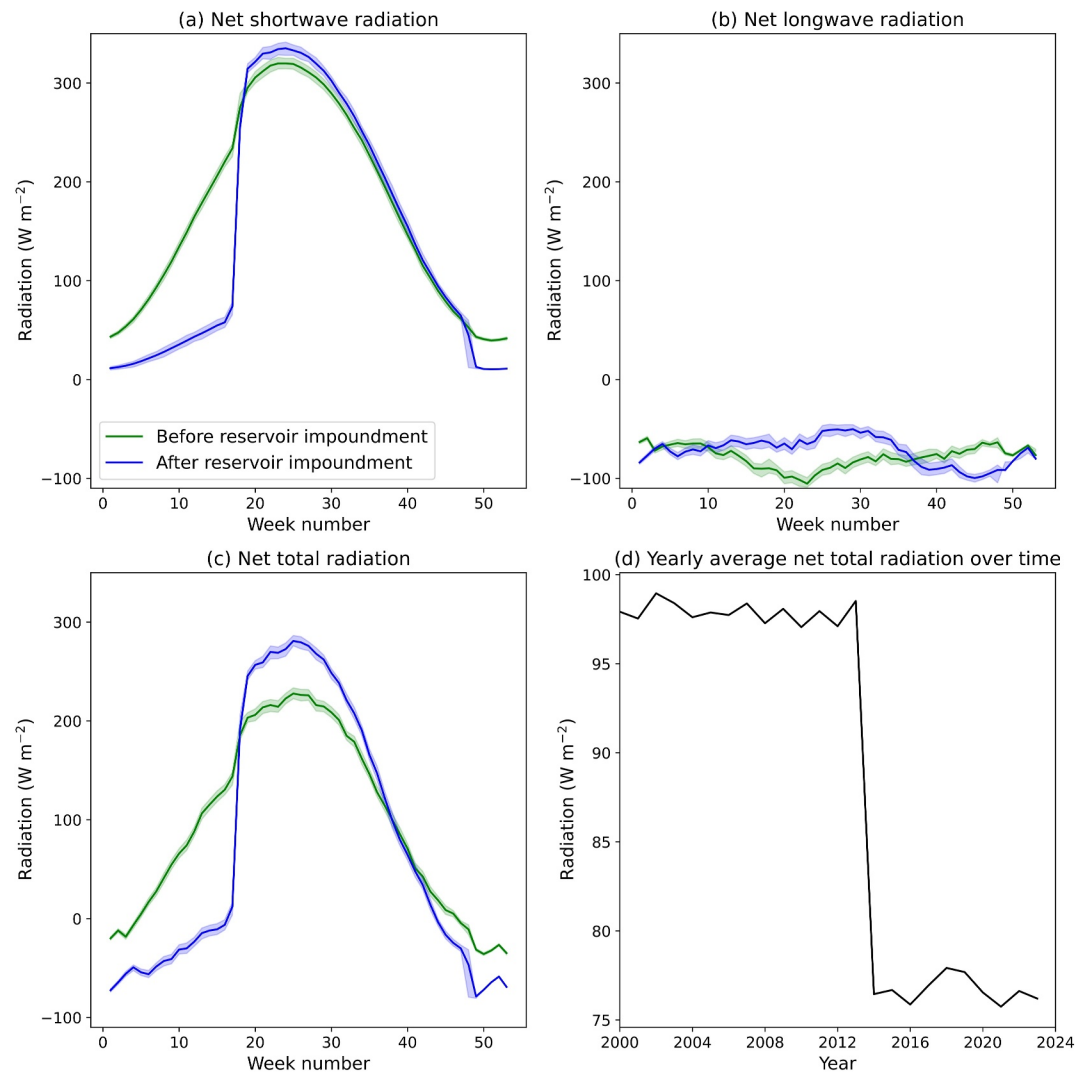 (a) Net shortwave radiation
300
200
100
0
−100
Radiation (W m⁻²)
Before reservoir impoundment
After reservoir impoundment
0 10 20 30 40 50
Week number
(b) Net longwave radiation
300
200
100
0
−100
Radiation (W m⁻²)
0 10 20 30 40 50
Week number
(c) Net total radiation
300
200
100
0
−100
Radiation (W m⁻²)
0 10 20 30 40 50
Week number
(d) Yearly average net total radiation over time
100
95
90
85
80
75
Radiation (W m⁻²)
2000 2004 2008 2012 2016 2020 2024
Year